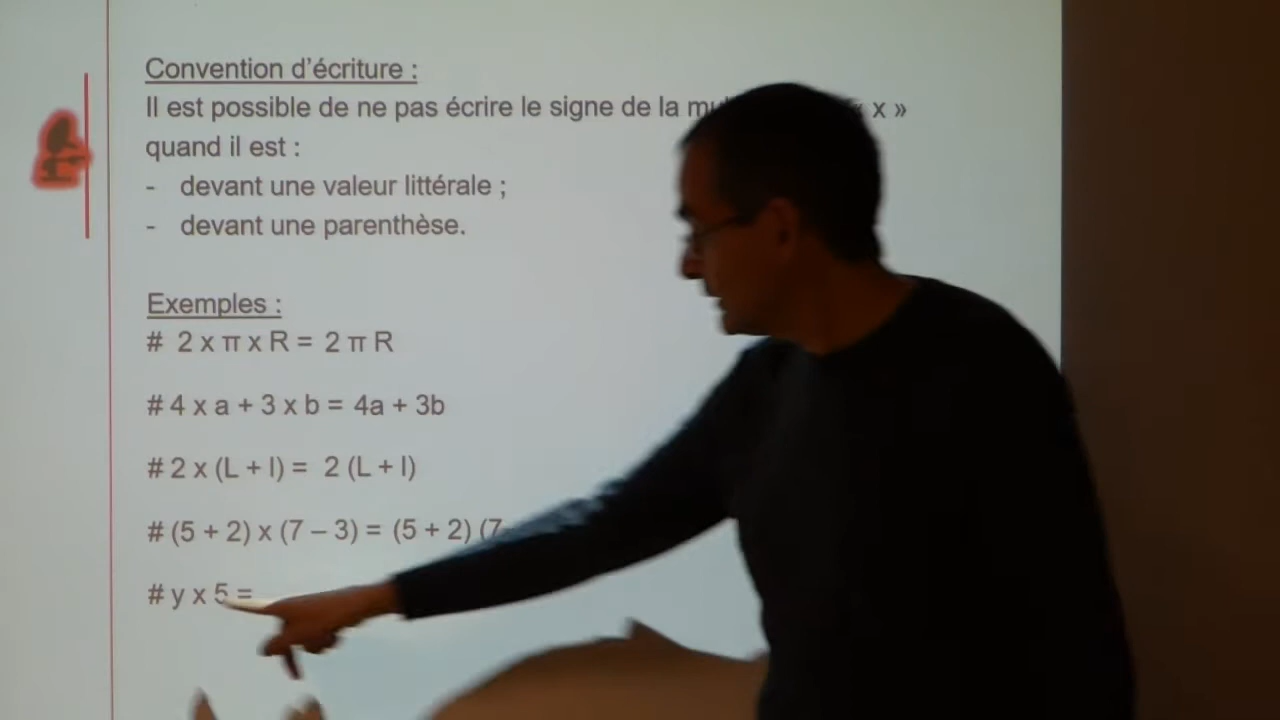 Convention d'écriture :
Il est possible de ne pas écrire le signe de la « x »
quand il est :
- devant une valeur littérale ;
- devant une parenthèse.
Exemples :
# 2 x π x R = 2 π R
# 4 x a + 3 x b = 4a + 3b
# 2 x (L + l) = 2 (L + l)
# (5 + 2) x (7 – 3) = (5 + 2) (7
# y x 5 =